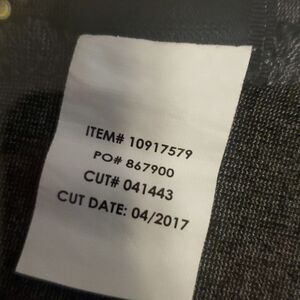 ITEM# 10917579
PO# 867900
CUT# 041443
CUT DATE: 04/2017